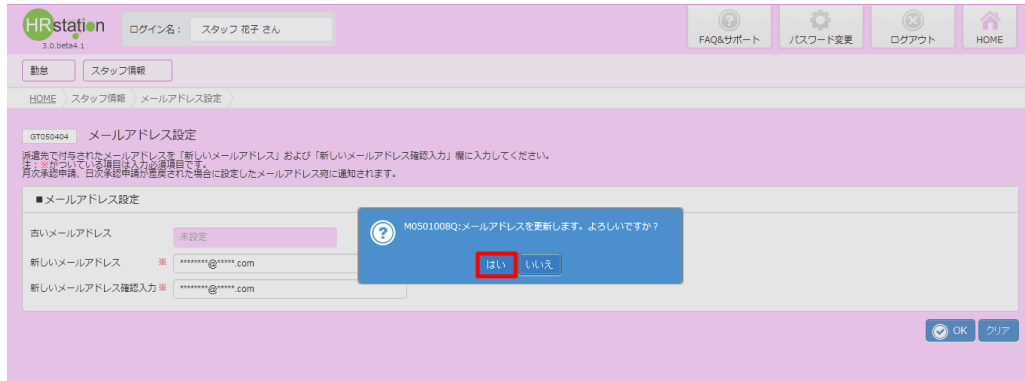 HRstation
3.0.beta4.1
ログイン名： スタッフ 花子 さん
FAQ&サポート パスワード変更 ログアウト HOME
勤怠 スタッフ情報
HOME スタッフ情報 メールアドレス設定
GT050404 メールアドレス設定
派遣先で付与されたメールアドレスを「新しいメールアドレス」および「新しいメールアドレス確認入力」欄に入力してください。
注：※がついている項目は入力必須項目です。
月次承認申請、日次承認申請が差戻された場合に設定したメールアドレス宛に通知されます。
■メールアドレス設定
古いメールアドレス 未設定
新しいメールアドレス ※ ********@*****.com
新しいメールアドレス確認入力※ ********@*****.com
M0501008Q:メールアドレスを更新します。よろしいですか？
はい いいえ
OK クリア